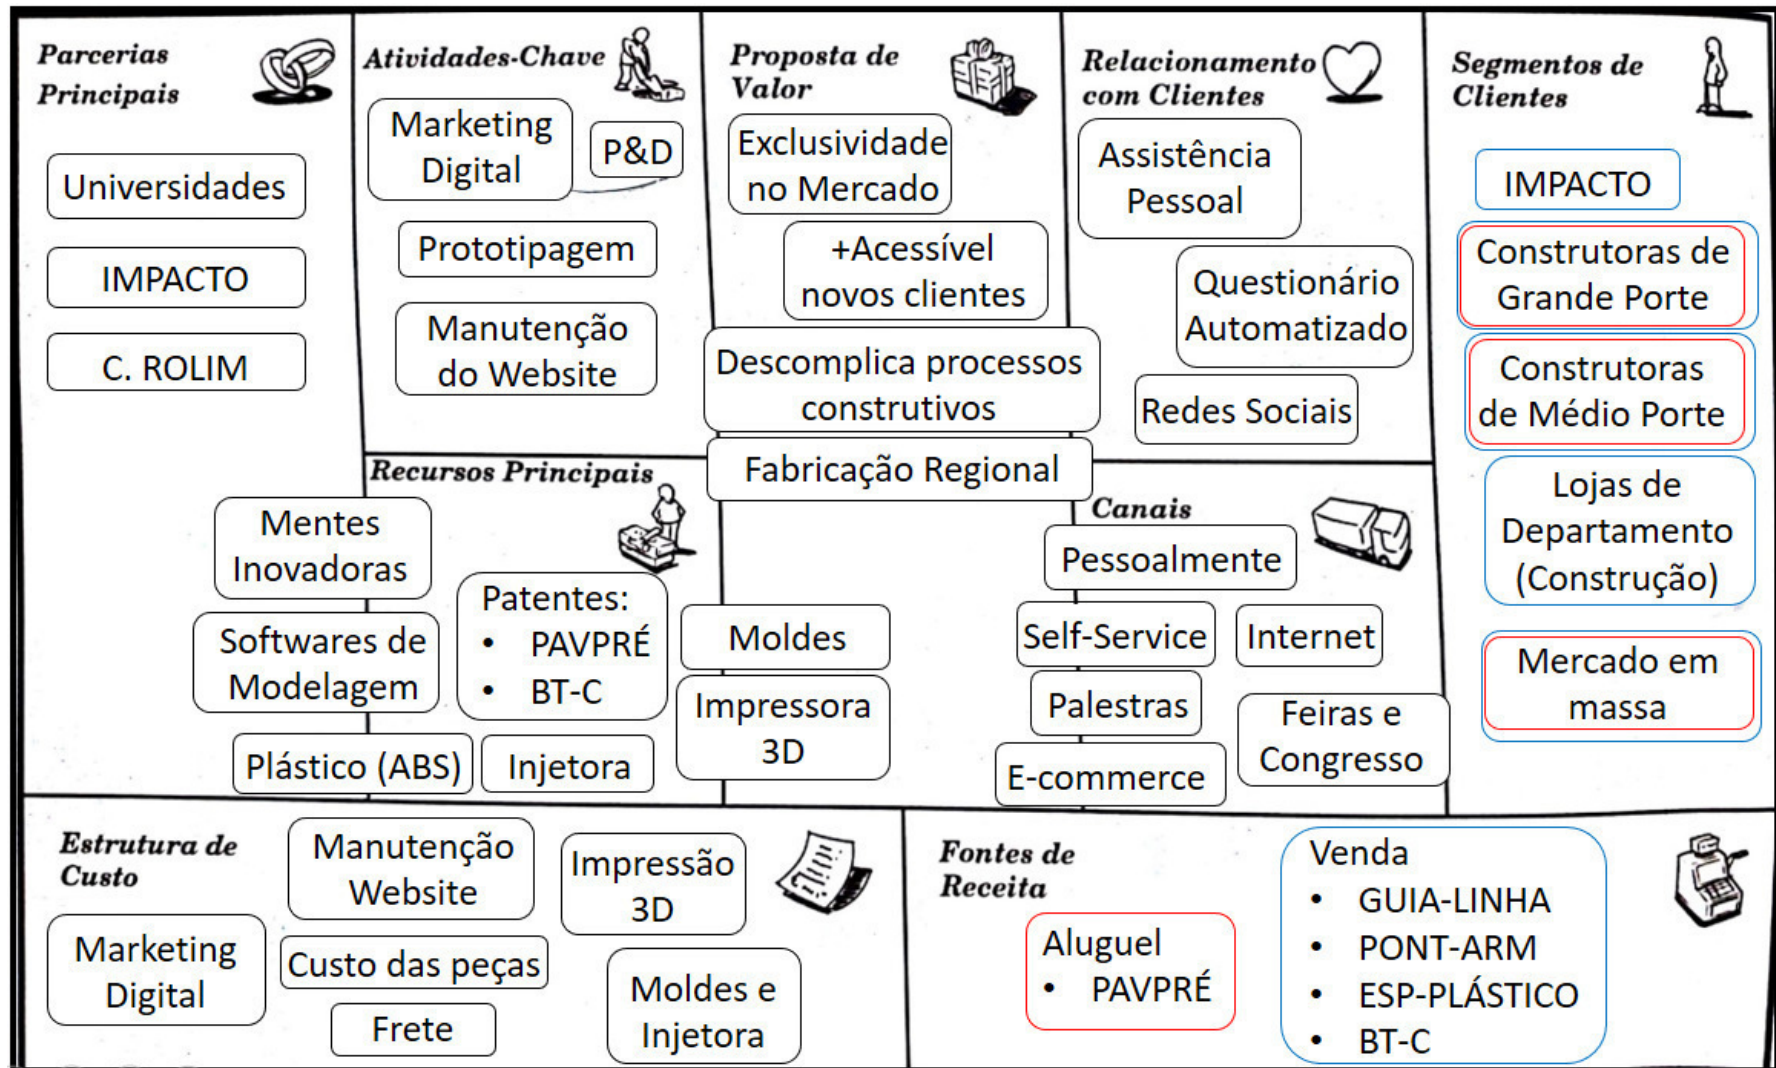 Parcerias
Principais
Universidades
IMPACTO
C. ROLIM
Atividades-Chave
Marketing
Digital
P&D
Prototipagem
Manutenção
do Website
Recursos Principais
Mentes
Inovadoras
Softwares de
Modelagem
Plástico (ABS)
Patentes:
• PAVPRÉ
• BT-C
Injetora
Moldes
Impressora
3D
Proposta de
Valor
Exclusividade
no Mercado
+Acessível
novos clientes
Descomplica processos
construtivos
Fabricação Regional
Relacionamento
com Clientes
Assistência
Pessoal
Questionário
Automatizado
Redes Sociais
Canais
Pessoalmente
Self-Service
Internet
Palestras
Feiras e
Congresso
E-commerce
Segmentos de
Clientes
IMPACTO
Construtoras de
Grande Porte
Construtoras
de Médio Porte
Lojas de
Departamento
(Construção)
Mercado em
massa
Estrutura de
Custo
Marketing
Digital
Manutenção
Website
Custo das peças
Frete
Impressão
3D
Moldes e
Injetora
Fontes de
Receita
Aluguel
• PAVPRÉ
Venda
• GUIA-LINHA
• PONT-ARM
• ESP-PLÁSTICO
• BT-C